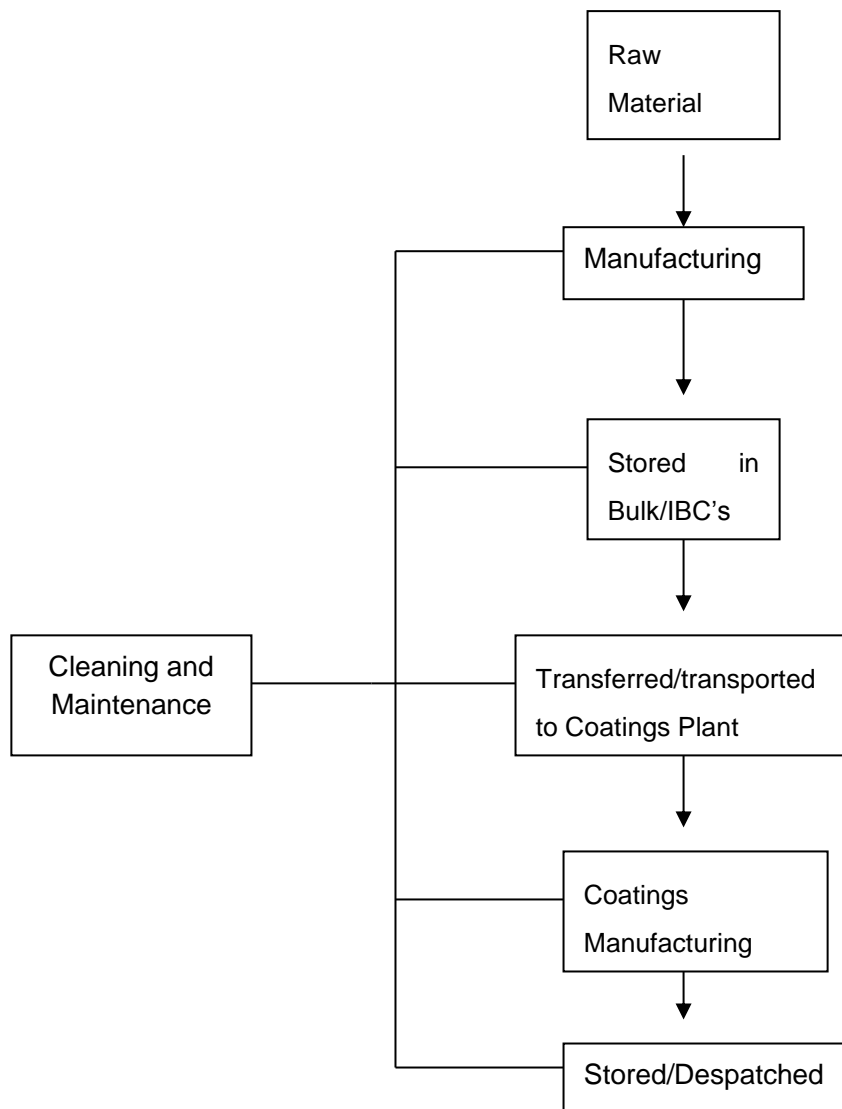 Raw
Material
Manufacturing
Stored in
Bulk/IBC's
Cleaning and
Maintenance
Transferred/transported
to Coatings Plant
Coatings
Manufacturing
Stored/Despatched